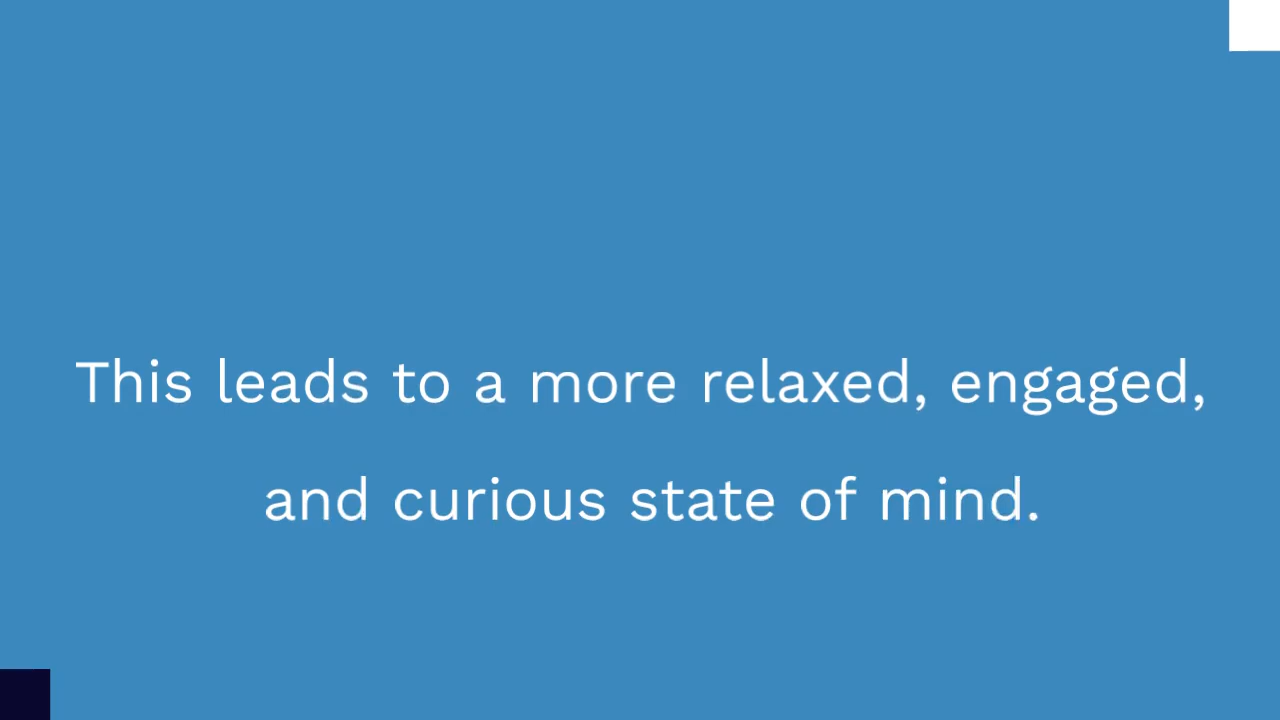 This leads to a more relaxed, engaged,
and curious state of mind.